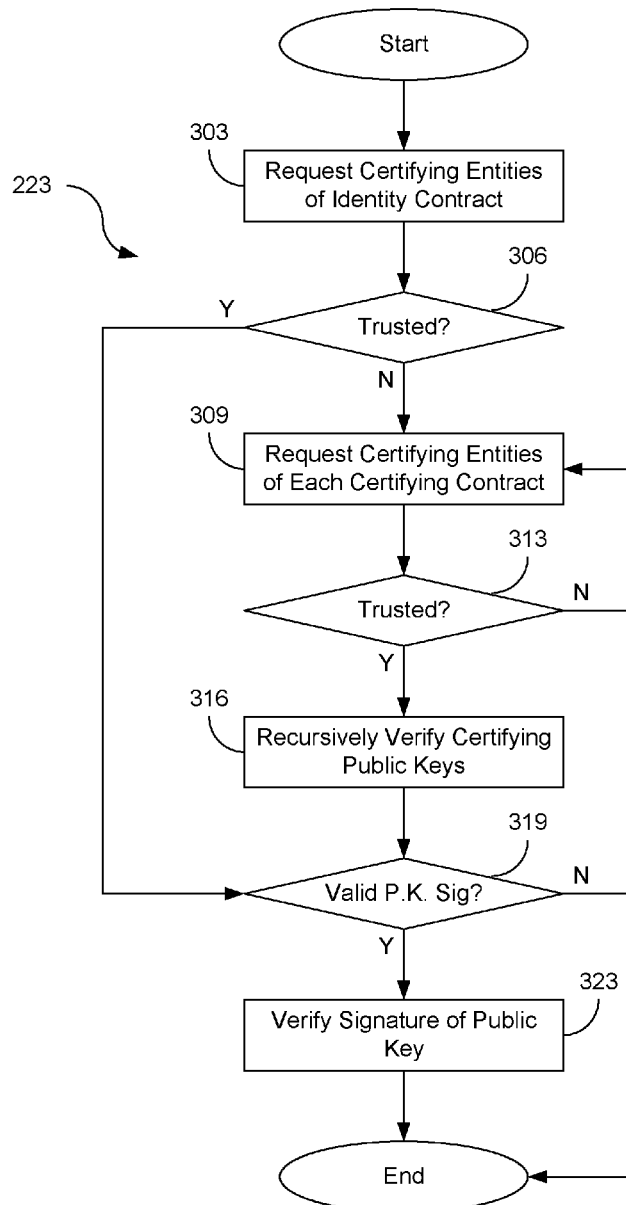 Start
303
Request Certifying Entities
of Identity Contract
223
306
Y
Trusted?
N
309
Request Certifying Entities
of Each Certifying Contract
313
Trusted?
N
Y
316
Recursively Verify Certifying
Public Keys
319
Valid P.K. Sig?
N
Y
323
Verify Signature of Public
Key
End